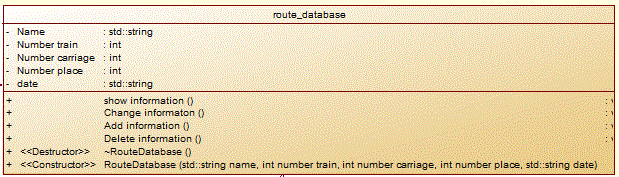 route_database
- Name : std::string
- Number train : int
- Number carriage : int
- Number place : int
- date : std::string
+ show information ()
+ Change informaton ()
+ Add information ()
+ Delete information ()
+ <<Destructor>> ~RouteDatabase ()
+ <<Constructor>> RouteDatabase (std::string name, int number train, int number carriage, int number place, std::string date)